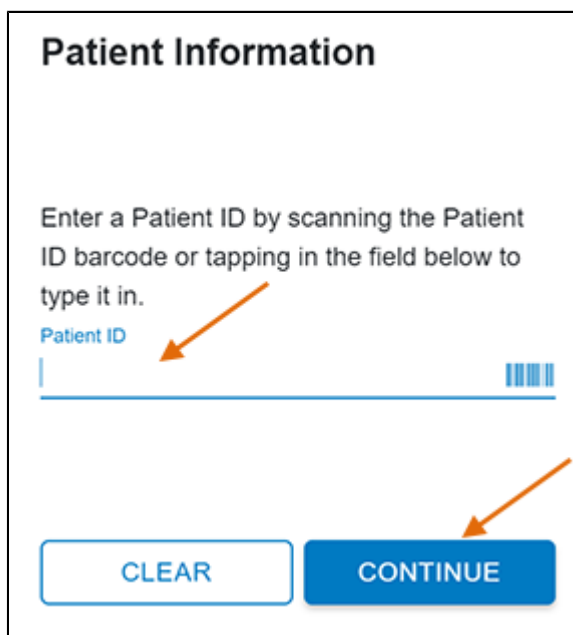 Patient Information
Enter a Patient ID by scanning the Patient
ID barcode or tapping in the field below to
type it in.
Patient ID
CLEAR
CONTINUE